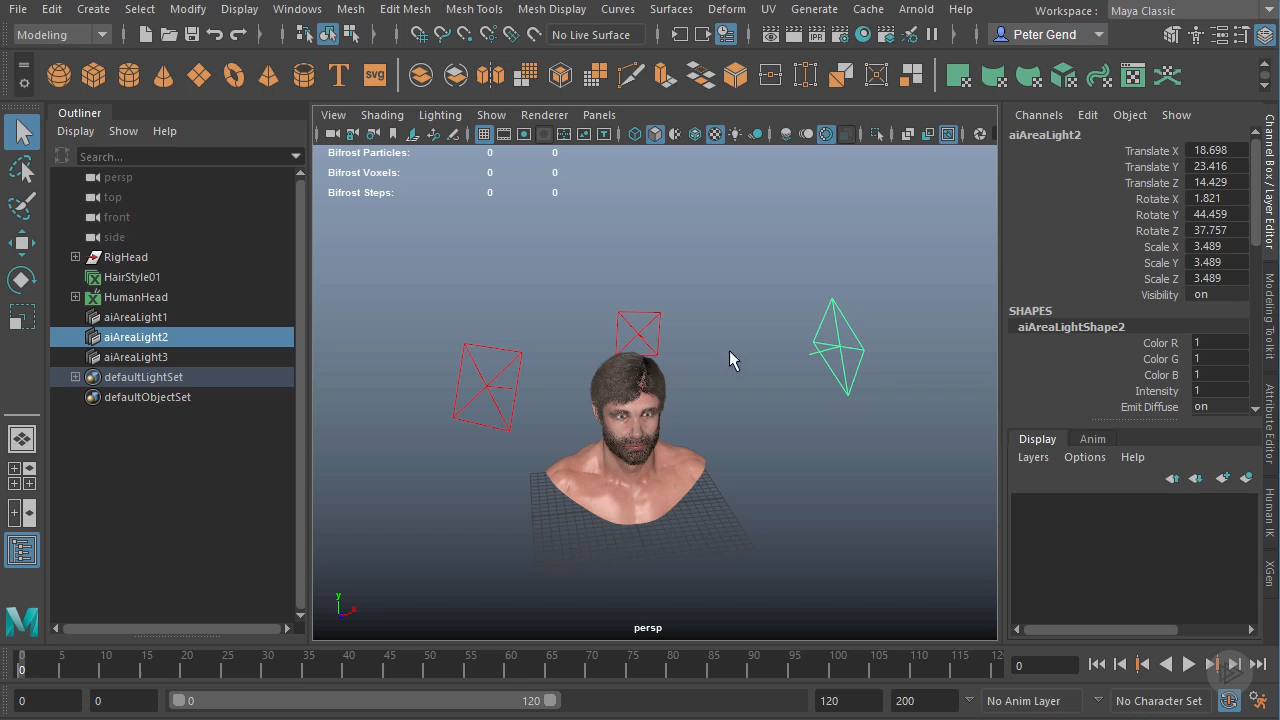 File Edit Create Select Modify Display Windows Mesh Edit Mesh Mesh Tools Mesh Display Curves Surfaces Deform UV Generate Cache Arnold Help Workspace : Maya Classic
Modeling No Live Surface IPR Peter Gend
T SVG
Outliner
Display Show Help
Search...
persp
top
front
side
RigHead
HairStyle01
HumanHead
aiAreaLight1
aiAreaLight2
aiAreaLight3
defaultLightSet
defaultObjectSet
View Shading Lighting Show Renderer Panels
Bifrost Particles: 0 0
Bifrost Voxels: 0 0
Bifrost Steps: 0 0
y
x
persp
Channels Edit Object Show
aiAreaLight2
Translate X 18.698
Translate Y 23.416
Translate Z 14.429
Rotate X 1.821
Rotate Y 44.459
Rotate Z 37.757
Scale X 3.489
Scale Y 3.489
Scale Z 3.489
Visibility on
SHAPES
aiAreaLightShape2
Color R 1
Color G 1
Color B 1
Intensity 1
Emit Diffuse on
Display Anim
Layers Options Help
Channel Box / Layer Editor
Modeling Toolkit
Attribute Editor
Human IK
XGen
0 5 10 15 20 25 30 35 40 45 50 55 60 65 70 75 80 85 90 95 100 105 110 115 12
0
0
0 0 0 120 120 200 No Anim Layer No Character Set